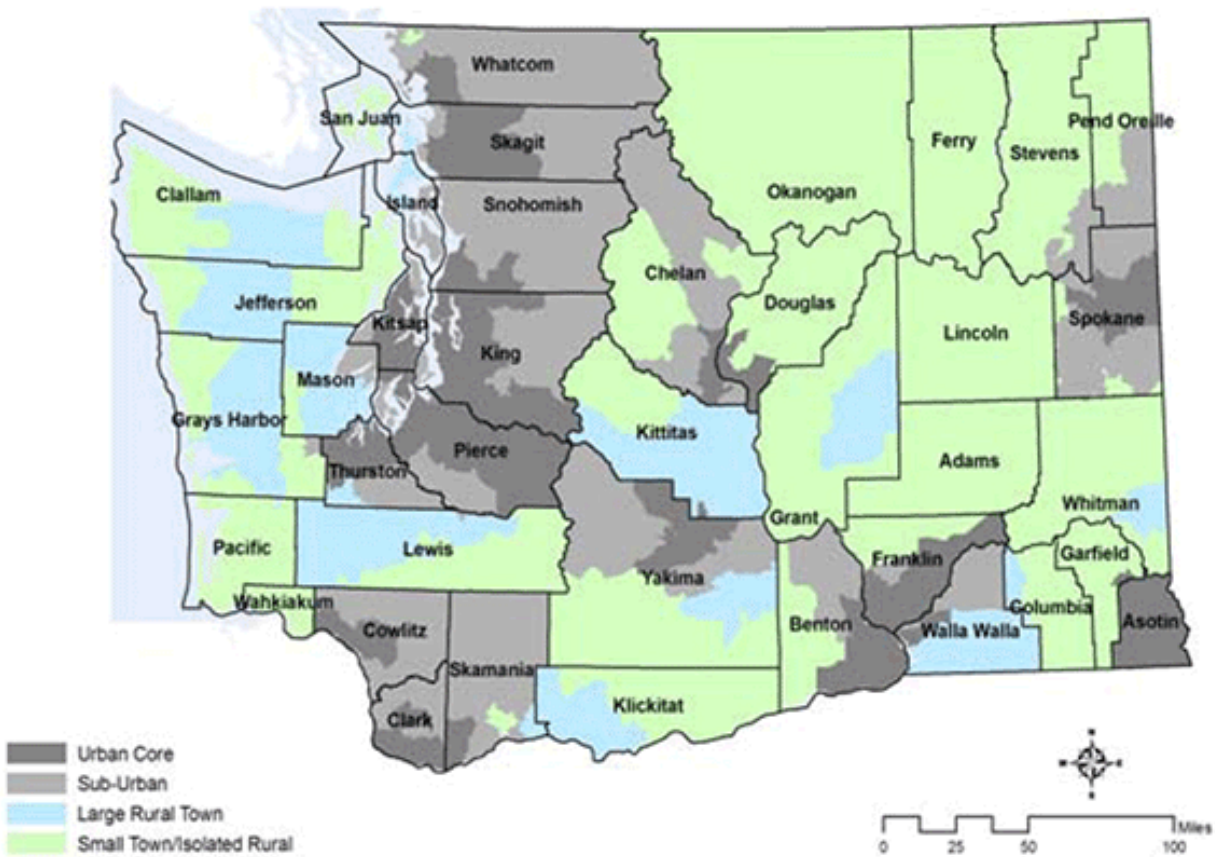 Whatcom
San Juan
Skagit
Pend Oreille
Ferry
Stevens
Clallam
Island
Snohomish
Okanogan
Chelan
Jefferson
Douglas
Kitsap
Spokane
King
Lincoln
Mason
Grays Harbor
Kittitas
Pierce
Adams
Thurston
Whitman
Grant
Pacific
Lewis
Franklin
Garfield
Yakima
Wahkiakum
Columbia
Cowlitz
Benton
Walla Walla
Asotin
Skamania
Klickitat
Clark
Urban Core
Sub-Urban
Large Rural Town
Small Town/Isolated Rural
Miles
0 25 50 100